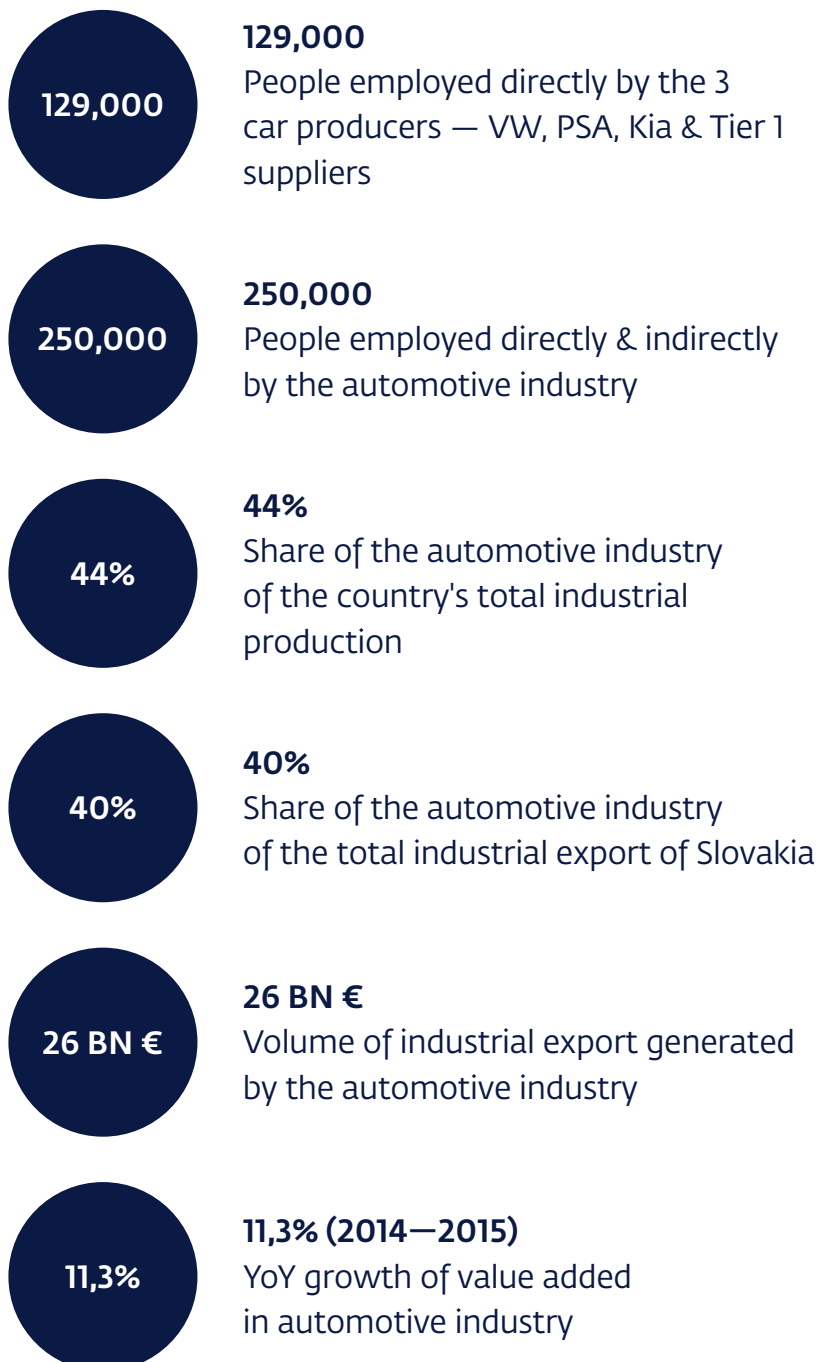 129,000
129,000
People employed directly by the 3
car producers — VW, PSA, Kia & Tier 1
suppliers
250,000
250,000
People employed directly & indirectly
by the automotive industry
44%
44%
Share of the automotive industry
of the country's total industrial
production
40%
40%
Share of the automotive industry
of the total industrial export of Slovakia
26 BN €
26 BN €
Volume of industrial export generated
by the automotive industry
11,3%
11,3% (2014—2015)
YoY growth of value added
in automotive industry